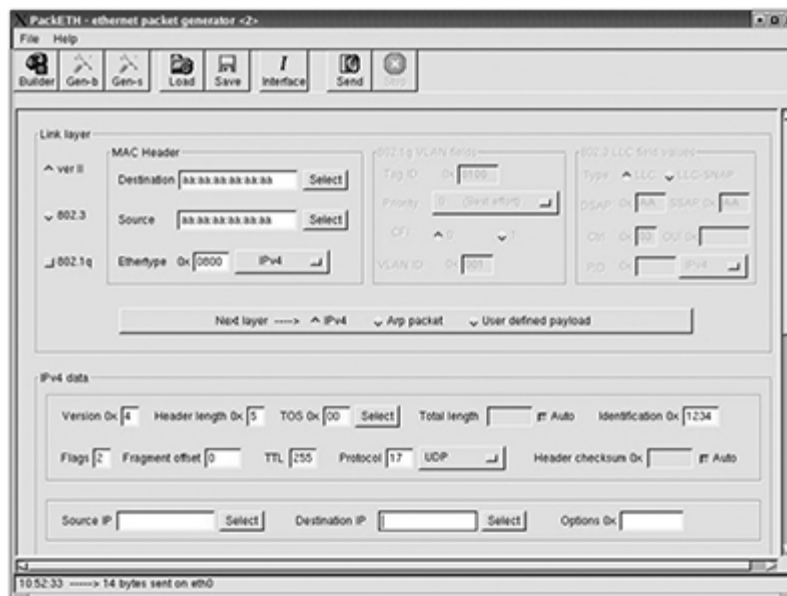 PackETH - ethernet packet generator <2>
File Help
Builder Gen-b Gen-s Load Save Interface Send Stop
Link layer
MAC Header 802.1q VLAN fields 802.3 LLC field values
ver II Destination aa:aa:aa:aa:aa:aa Select Tag ID 0x 8100 Type LLC LLC-SNAP
802.3 Source aa:aa:aa:aa:aa:aa Select Priority 0 (Best effort) DSAP 0x AA SSAP 0x AA
CFI 0 1 Ctrl 0x 03 OUI 0x
802.1q Ethertype 0x 0800 IPv4 VLAN ID 0x 001 PID 0x IPv4
Next layer ----> IPv4 Arp packet User defined payload
IPv4 data
Version 0x 4 Header length 0x 5 TOS 0x 00 Select Total length Auto Identification 0x 1234
Flags 2 Fragment offset 0 TTL 255 Protocol 17 UDP Header checksum 0x Auto
Source IP Select Destination IP Select Options 0x
10:52:33 -----> 14 bytes sent on eth0